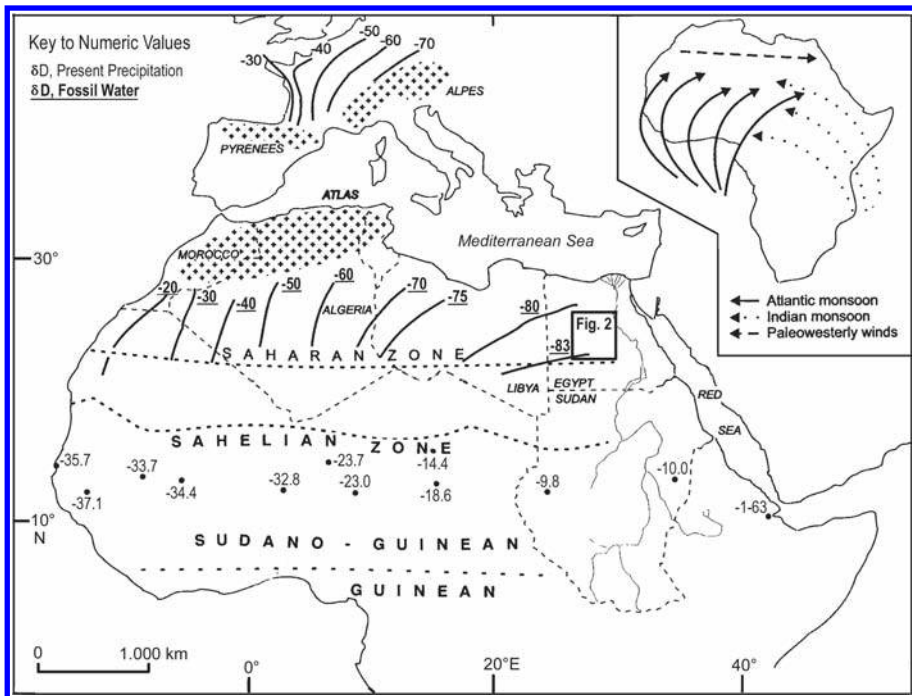 Key to Numeric Values
δD, Present Precipitation
δD, Fossil Water
-30
-40
-50
-60
-70
ALPES
PYRENEES
ATLAS
Mediterranean Sea
MOROCCO
30°
-20
-30
-40
-50
-60
ALGERIA
-70
-75
-80
-83
Fig. 2
SAHARAN ZONE
LIBYA
EGYPT
SUDAN
RED
SEA
SAHELIAN ZONE
-35.7
-33.7
-23.7
-14.4
-37.1
-34.4
-32.8
-23.0
-18.6
-9.8
-10.0
-1-63
10°
N
SUDANO - GUINEAN
GUINEAN
0
1.000 km
0°
20°E
40°
Atlantic monsoon
Indian monsoon
Paleowesterly winds